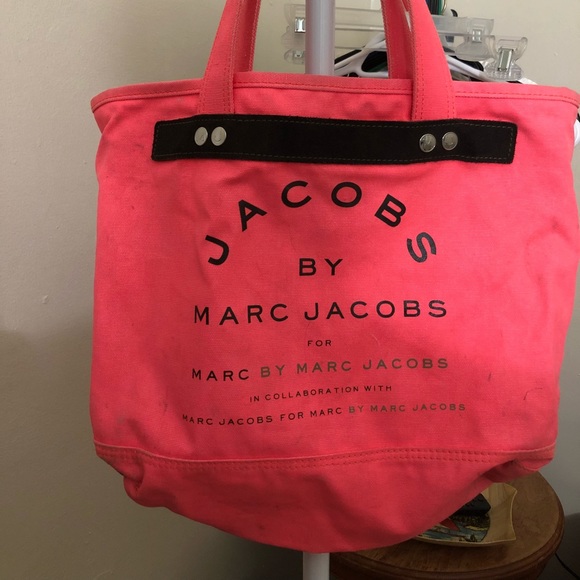 JACOBS
BY
MARC JACOBS
FOR
MARC BY MARC JACOBS
IN COLLABORATION WITH
MARC JACOBS FOR MARC BY MARC JACOBS